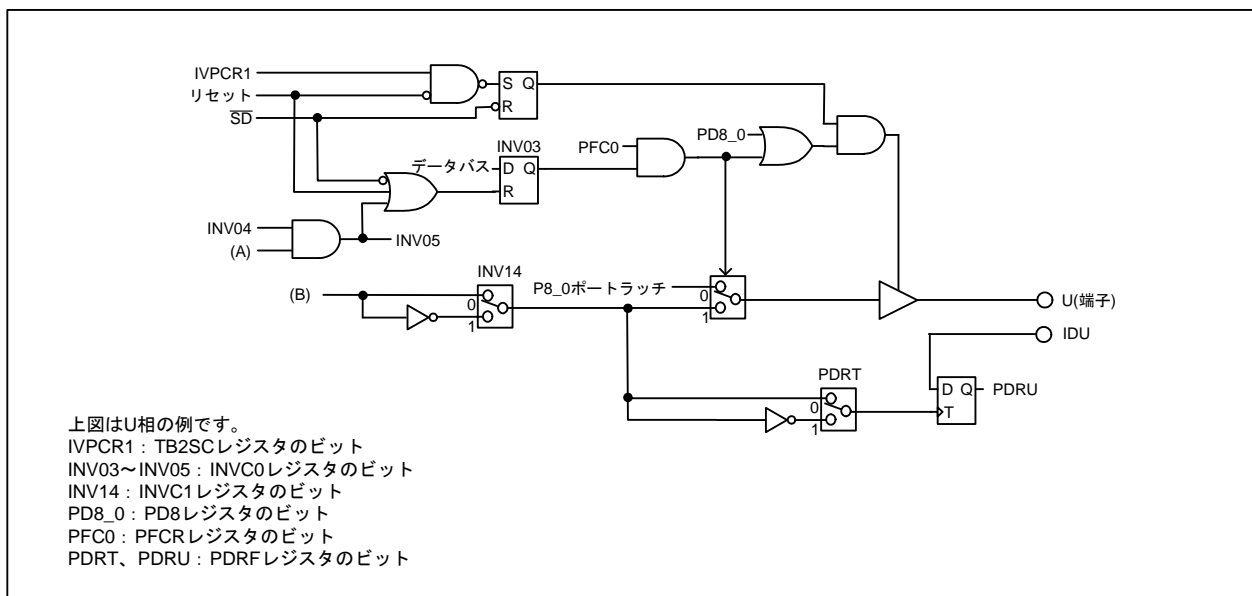 IVPCR1
リセット
SD
S Q
R
データバス
INV03
D Q
R
PFC0
PD8_0
INV04
(A)
INV05
(B)
INV14
0
1
P8_0ポートラッチ
0
1
U(端子)
IDU
PDRT
0
1
D Q
T
PDRU
上図はU相の例です。
IVPCR1:TB2SCレジスタのビット
INV03~INV05:INVC0レジスタのビット
INV14:INVC1レジスタのビット
PD8_0:PD8レジスタのビット
PFC0:PFCRレジスタのビット
PDRT、PDRU:PDRFレジスタのビット